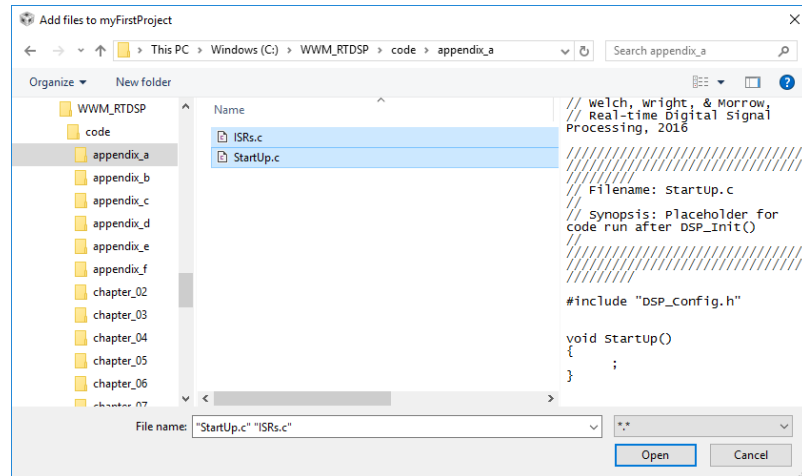 Add files to myFirstProject
This PC > Windows (C:) > WWM_RTDSP > code > appendix_a
Search appendix_a
Organize
New folder
WWM_RTDSP
code
appendix_a
appendix_b
appendix_c
appendix_d
appendix_e
appendix_f
chapter_02
chapter_03
chapter_04
chapter_05
chapter_06
chapter_07
Name
ISRs.c
StartUp.c
// Welch, Wright, & Morrow,
// Real-time Digital Signal
Processing, 2016
///////////////////////////////
///////////////////////////////
/////////
// Filename: StartUp.c
//
// Synopsis: Placeholder for
code run after DSP_Init()
//
///////////////////////////////
///////////////////////////////
/////////
#include "DSP_Config.h"
void StartUp()
{
;
}
File name: "StartUp.c" "ISRs.c"
*.*
Open
Cancel